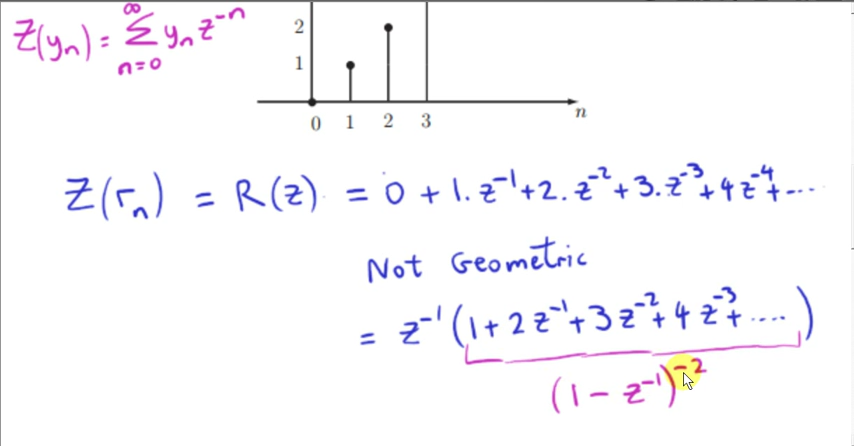 Z(yₙ) = ∑ yₙ z⁻ⁿ
∞
n=0
2
1
0 1 2 3 n
Z(rₙ) = R(z) = 0 + 1. z⁻¹ + 2. z⁻² + 3. z⁻³ + 4 z⁻⁴ + ....
Not Geometric
= z⁻¹ (1 + 2 z⁻¹ + 3 z⁻² + 4 z⁻³ + ....)
(1 - z⁻¹)⁻²